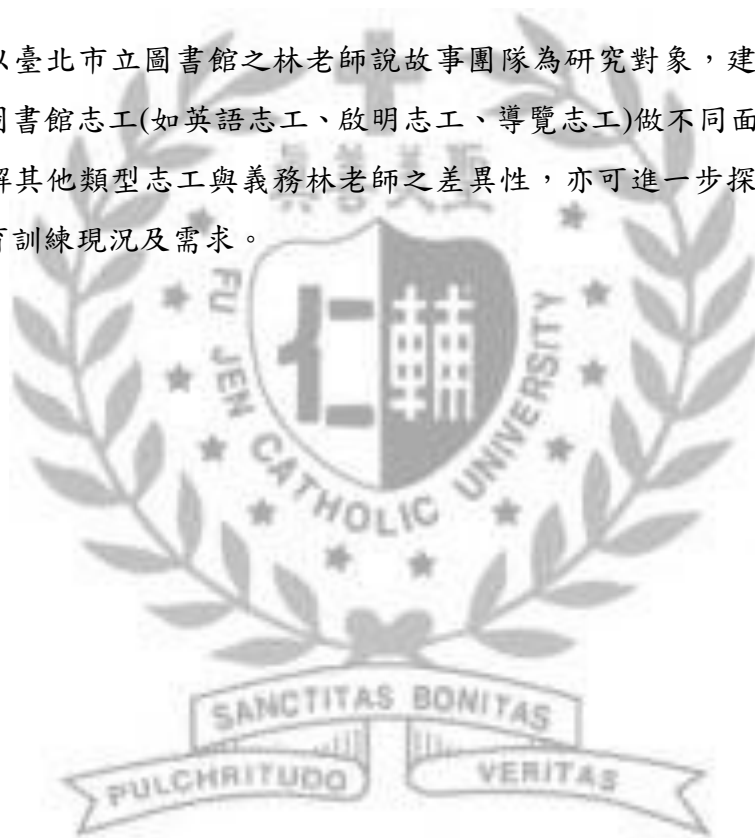 以臺北市立圖書館之林老師說故事團隊為研究對象，建
圖書館志工(如英語志工、啟明志工、導覽志工)做不同面
解其他類型志工與義務林老師之差異性，亦可進一步探
育訓練現況及需求。
真善美聖
FU JEN CATHOLIC UNIVERSITY
仁輔
SANCTITAS BONITAS
PULCHRITUDO VERITAS